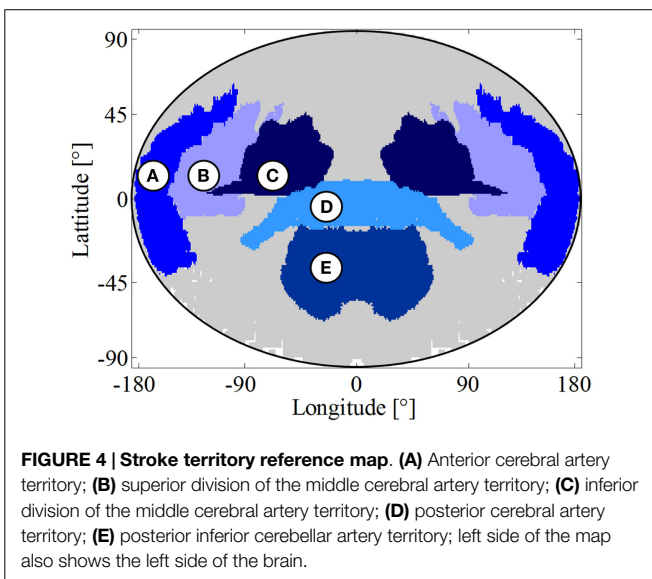 90
45
0
-45
-90
Lattitude [°]
A
B
C
D
E
-180
-90
0
90
180
Longitude [°]
FIGURE 4 | Stroke territory reference map. (A) Anterior cerebral artery
territory; (B) superior division of the middle cerebral artery territory; (C) inferior
division of the middle cerebral artery territory; (D) posterior cerebral artery
territory; (E) posterior inferior cerebellar artery territory; left side of the map
also shows the left side of the brain.